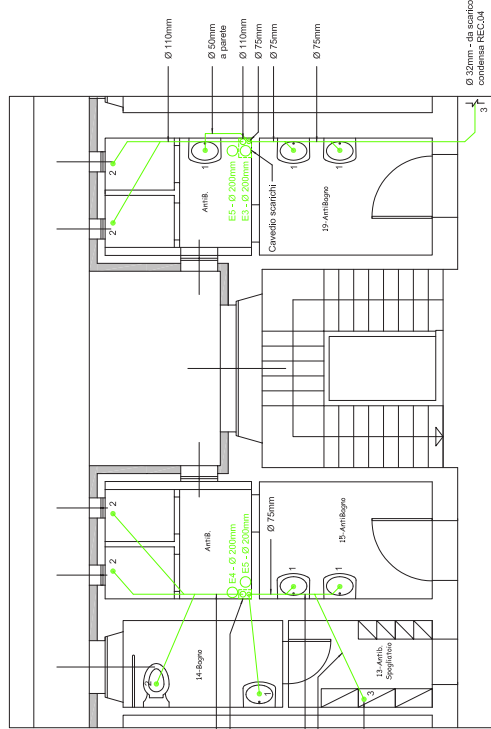 Ø 110mm
Ø 50mm
a parete
Ø 110mm
Ø 75mm
Ø 75mm
Ø 75mm
Ø 32mm - da scarico
condensa REC.04
3
2
2
AntiB.
1
E5 - Ø 200mm
E3 - Ø 200mm
Cavedio scarichi
1
1
19-AntiBagno
2
2
AntiB.
E4 - Ø 200mm
E5 - Ø 200mm
Ø 75mm
15-AntiBagno
1
1
14-Bagno
2
1
13-Antib.
Spogliatoio
3